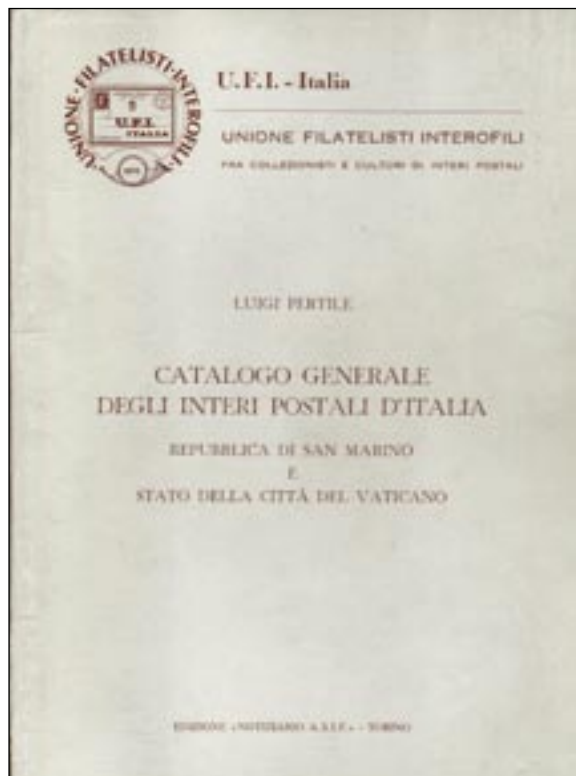 UNIONE·FILATELISTI·INTEROFILI
U.F.I.
ITALIA
U.F.I. - Italia
UNIONE FILATELISTI INTEROFILI
FRA COLLEZIONISTI E CULTORI DI INTERI POSTALI
LUIGI PERTILE
CATALOGO GENERALE
DEGLI INTERI POSTALI D'ITALIA
REPUBBLICA DI SAN MARINO
E
STATO DELLA CITTÀ DEL VATICANO
EDIZIONE «NOTIZIARIO A.S.I.F.» - TORINO